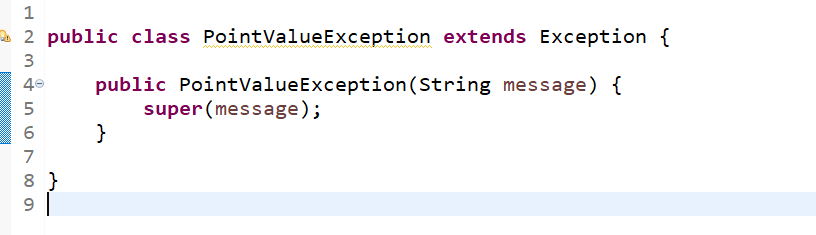 1
2 public class PointValueException extends Exception {
3
4 public PointValueException(String message) {
5 super(message);
6 }
7
8 }
9